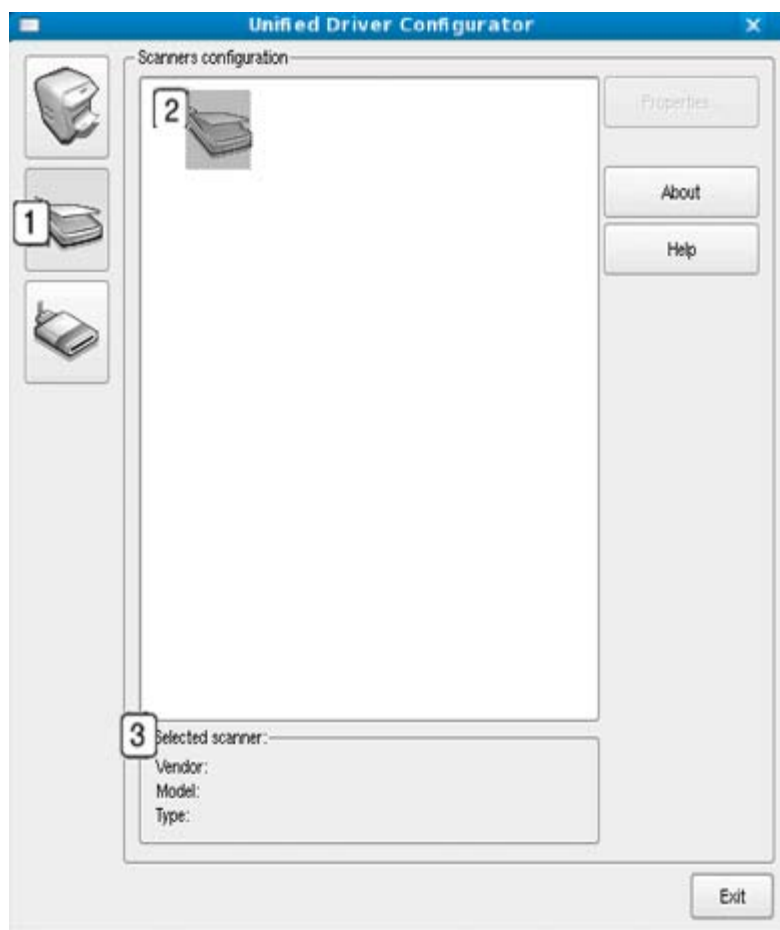 Unified Driver Configurator
Scanners configuration
2
Properties...
1
About
Help
3
Selected scanner:
Vendor:
Model:
Type:
Exit